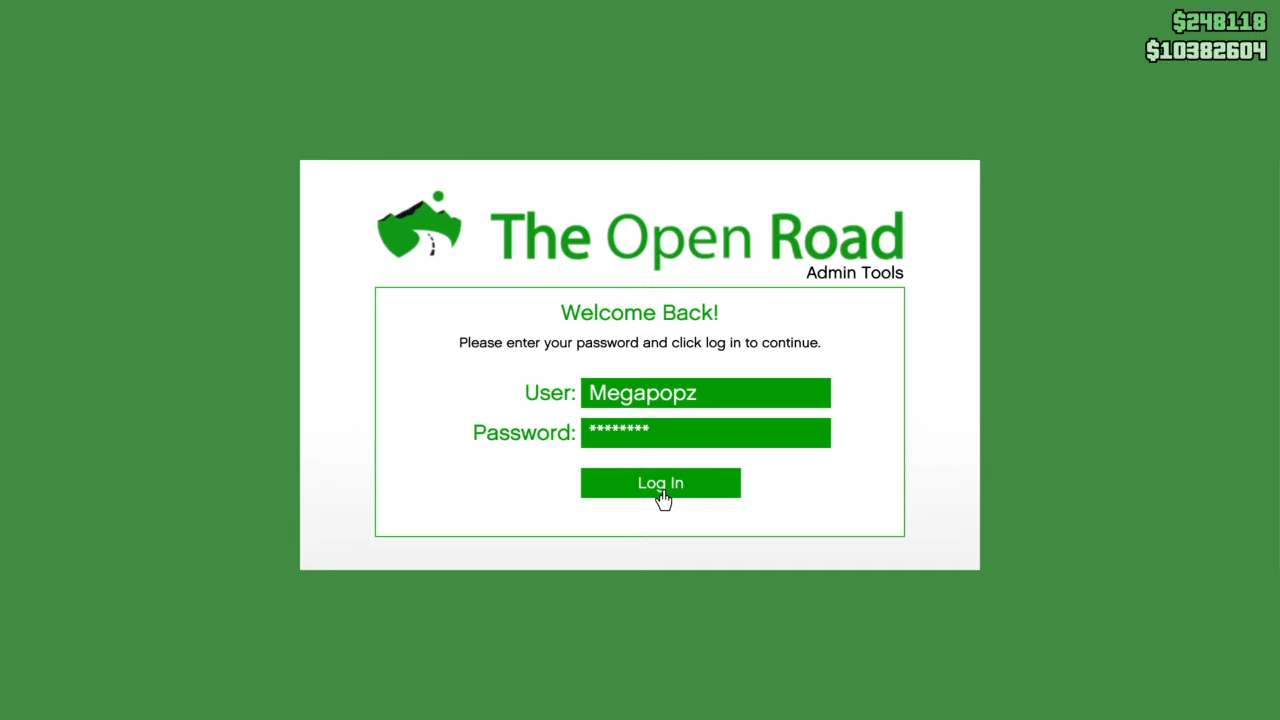 $248118
$10382604
The Open Road
Admin Tools
Welcome Back!
Please enter your password and click log in to continue.
User: Megapopz
Password: ********
Log In